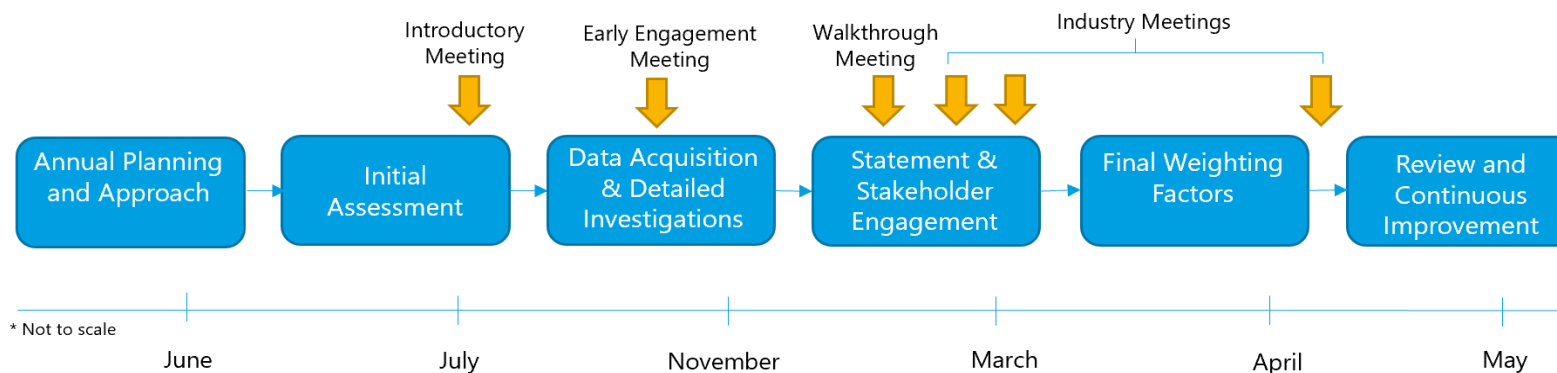 Introductory
Meeting
Early Engagement
Meeting
Walkthrough
Meeting
Industry Meetings
Annual Planning
and Approach
Initial
Assessment
Data Acquisition
& Detailed
Investigations
Statement &
Stakeholder
Engagement
Final Weighting
Factors
Review and
Continuous
Improvement
* Not to scale
June
July
November
March
April
May